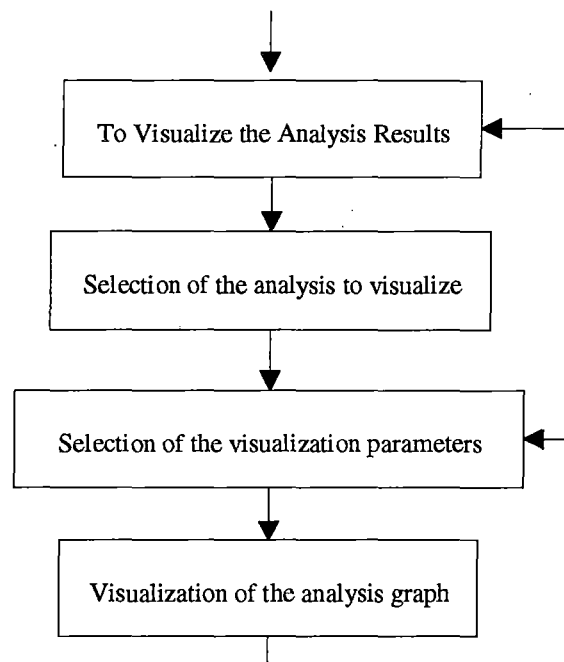 To Visualize the Analysis Results
Selection of the analysis to visualize
Selection of the visualization parameters
Visualization of the analysis graph